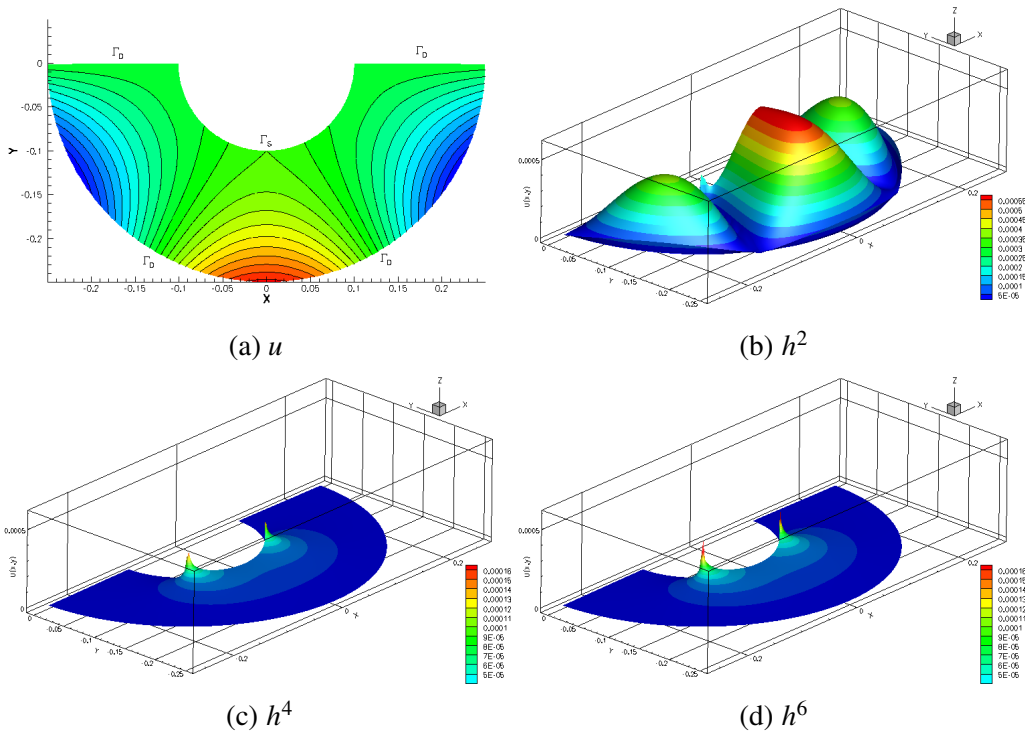 Γ_D
Γ_D
0
-0.05
-0.1
-0.15
-0.2
Y
Γ_S
Γ_D
Γ_D
-0.2
-0.15
-0.1
-0.05
0
0.05
0.1
0.15
0.2
X
(a) u
Z
Y
X
0.0005
U(x,y)
0
0
-0.05
-0.1
-0.15
-0.2
-0.25
Y
-0.2
0
X
0.2
0.00055
0.0005
0.00045
0.0004
0.00035
0.0003
0.00025
0.0002
0.00015
0.0001
5E-05
(b) h²
Z
Y
X
0.0005
U(x,y)
0
0
-0.05
-0.1
-0.15
-0.2
-0.25
Y
-0.2
0
X
0.2
0.00016
0.00015
0.00014
0.00013
0.00012
0.00011
0.0001
9E-05
8E-05
7E-05
6E-05
5E-05
(c) h⁴
Z
Y
X
0.0005
U(x,y)
0
0
-0.05
-0.1
-0.15
-0.2
-0.25
Y
-0.2
0
X
0.2
0.00016
0.00015
0.00014
0.00013
0.00012
0.00011
0.0001
9E-05
8E-05
7E-05
6E-05
5E-05
(d) h⁶